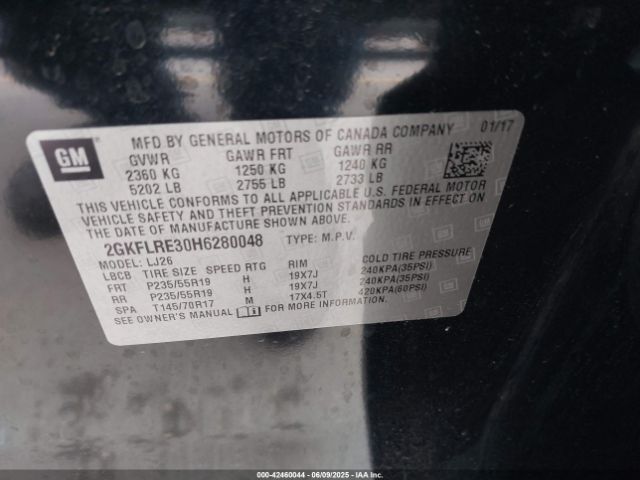 GM
MFD BY GENERAL MOTORS OF CANADA COMPANY 01/17
GVWR GAWR FRT GAWR RR
2360 KG 1250 KG 1240 KG
5202 LB 2755 LB 2733 LB
THIS VEHICLE CONFORMS TO ALL APPLICABLE U.S. FEDERAL MOTOR
VEHICLE SAFETY AND THEFT PREVENTION STANDARDS IN EFFECT ON
THE DATE OF MANUFACTURE SHOWN ABOVE.
2GKFLRE30H6280048 TYPE: M.P.V.
MODEL: LJ26
LBCB TIRE SIZE SPEED RTG RIM COLD TIRE PRESSURE
FRT P235/55R19 H 19X7J 240KPA(35PSI)
RR P235/55R19 H 19X7J 240KPA(35PSI)
SPA T145/70R17 M 17X4.5T 420KPA(60PSI)
SEE OWNER'S MANUAL FOR MORE INFORMATION.
000-42460044 | 06/09/2025 - IAAI.COM